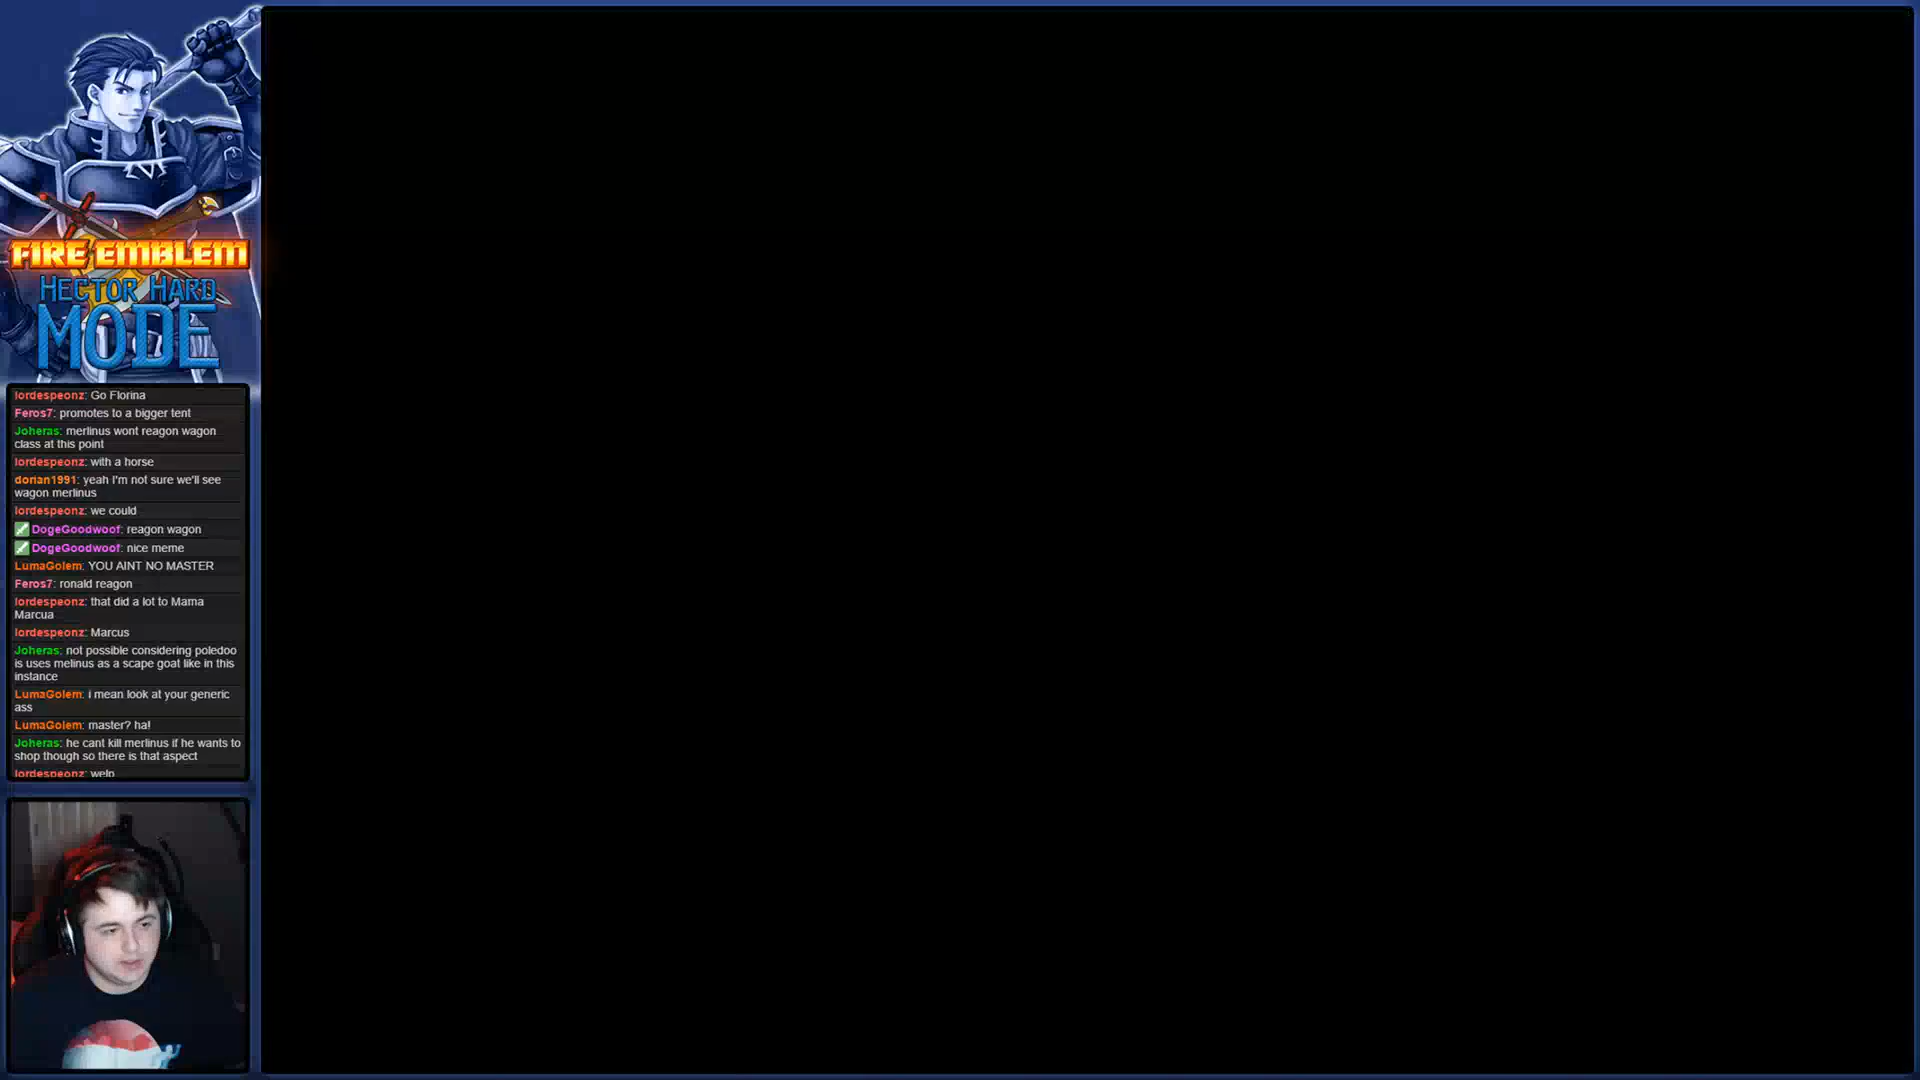 FIRE EMBLEM
HECTOR HARD
MODE
lordespeonz: Go Florina
Feros7: promotes to a bigger tent
Joheras: merlinus wont reagon wagon
class at this point
lordespeonz: with a horse
dorian1991: yeah I'm not sure we'll see
wagon merlinus
lordespeonz: we could
DogeGoodwoof: reagon wagon
DogeGoodwoof: nice meme
LumaGolem: YOU AINT NO MASTER
Feros7: ronald reagon
lordespeonz: that did a lot to Mama
Marcua
lordespeonz: Marcus
Joheras: not possible considering poledoo
is uses melinus as a scape goat like in this
instance
LumaGolem: i mean look at your generic
ass
LumaGolem: master? ha!
Joheras: he cant kill merlinus if he wants to
shop though so there is that aspect
lordespeonz: welp